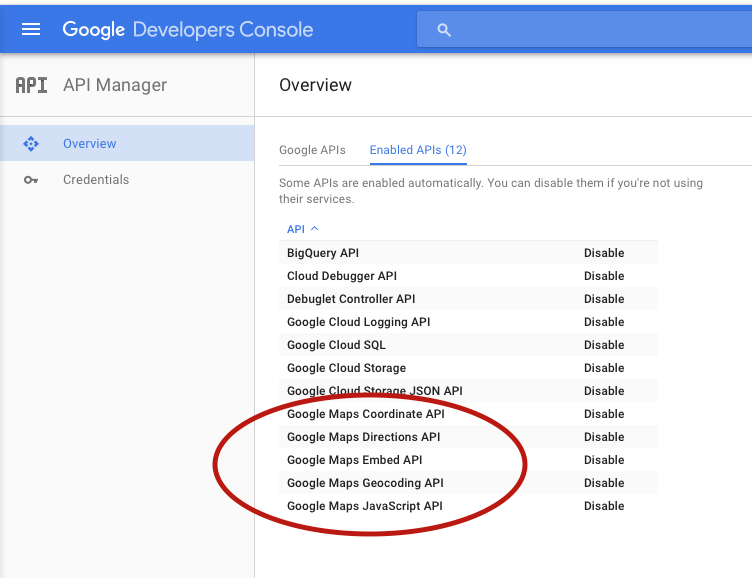 Google Developers Console
API API Manager
Overview
Credentials
Overview
Google APIs Enabled APIs (12)
Some APIs are enabled automatically. You can disable them if you're not using
their services.
API
BigQuery API Disable
Cloud Debugger API Disable
Debuglet Controller API Disable
Google Cloud Logging API Disable
Google Cloud SQL Disable
Google Cloud Storage Disable
Google Cloud Storage JSON API Disable
Google Maps Coordinate API Disable
Google Maps Directions API Disable
Google Maps Embed API Disable
Google Maps Geocoding API Disable
Google Maps JavaScript API Disable